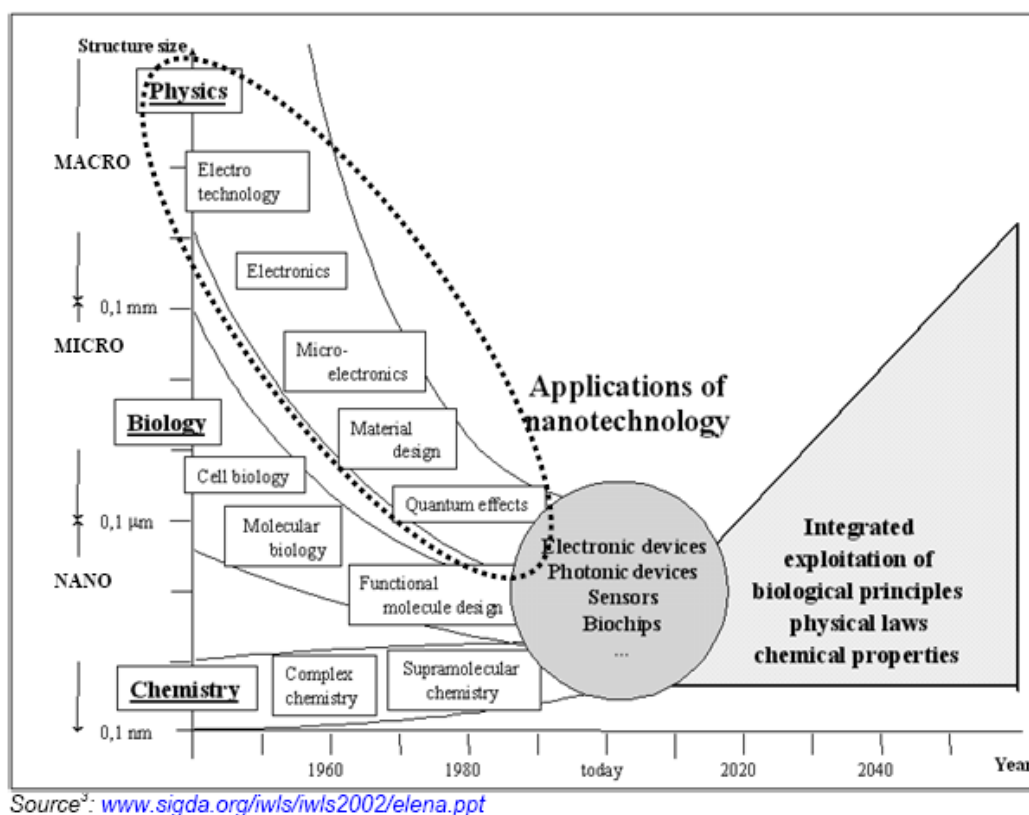 Structure size
Physics
MACRO
Electro
technology
Electronics
0,1 mm
MICRO
Micro-
electronics
Applications of
nanotechnology
Biology
Material
design
Cell biology
Quantum effects
0,1 µm
Molecular
biology
NANO
Functional
molecule design
Electronic devices
Photonic devices
Sensors
Biochips
...
Integrated
exploitation of
biological principles
physical laws
chemical properties
Chemistry
Complex
chemistry
Supramolecular
chemistry
0,1 nm
1960
1980
today
2020
2040
Year
Source³: www.sigda.org/iwls/iwls2002/elena.ppt